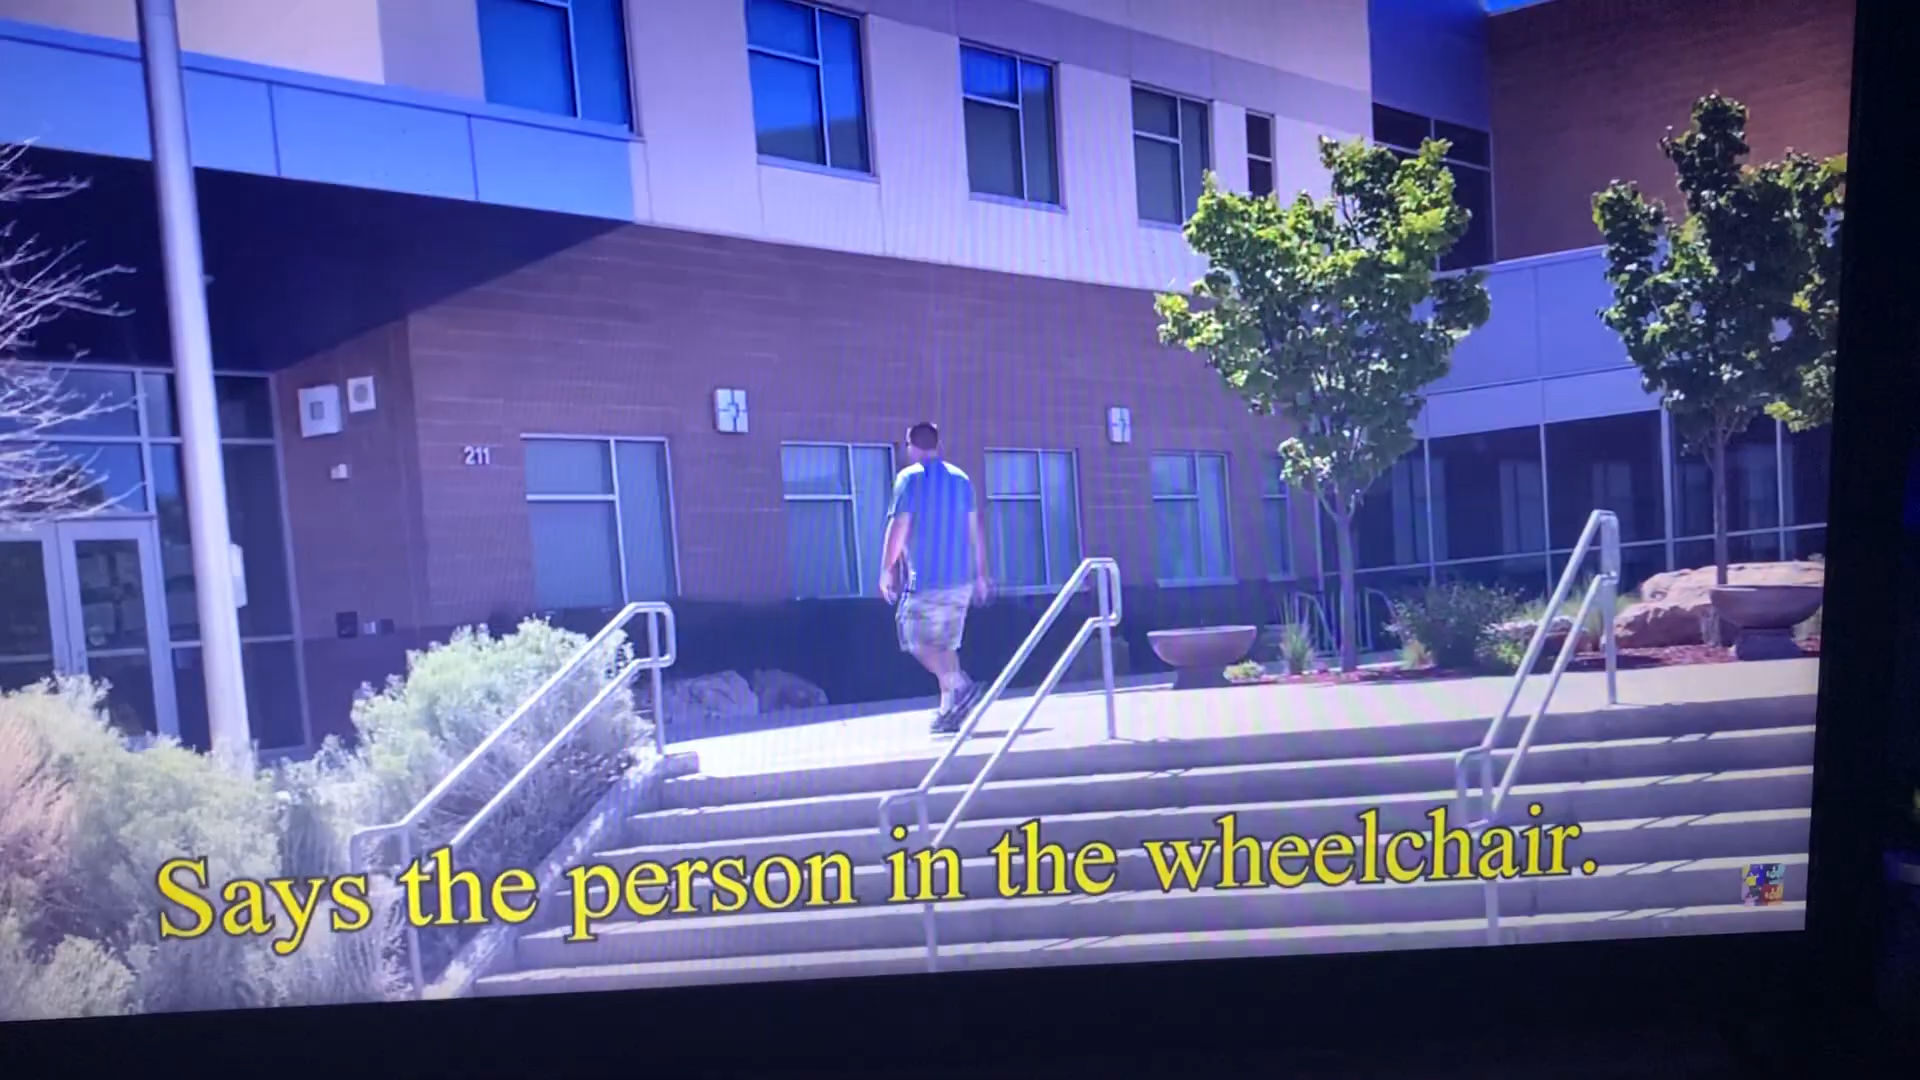 211
Says the person in the wheelchair.